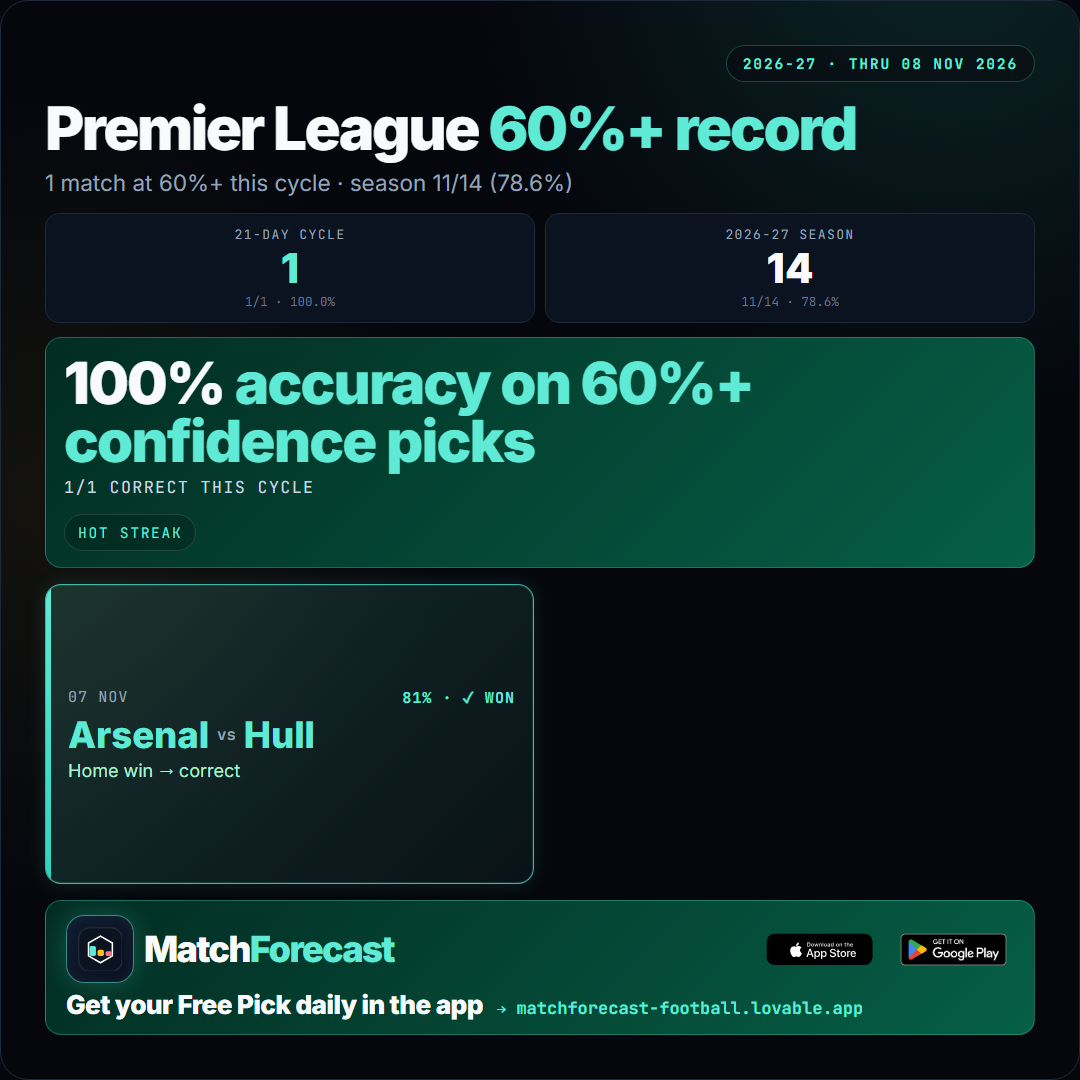 2026-27 · THRU 08 NOV 2026
Premier League 60%+ record
1 match at 60%+ this cycle · season 11/14 (78.6%)
21-DAY CYCLE
1
1/1 · 100.0%
2026-27 SEASON
14
11/14 · 78.6%
100% accuracy on 60%+
confidence picks
1/1 CORRECT THIS CYCLE
HOT STREAK
07 NOV
81% · ✓ WON
Arsenal vs Hull
Home win → correct
MatchForecast
Download on the
App Store
GET IT ON
Google Play
Get your Free Pick daily in the app → matchforecast-football.lovable.app